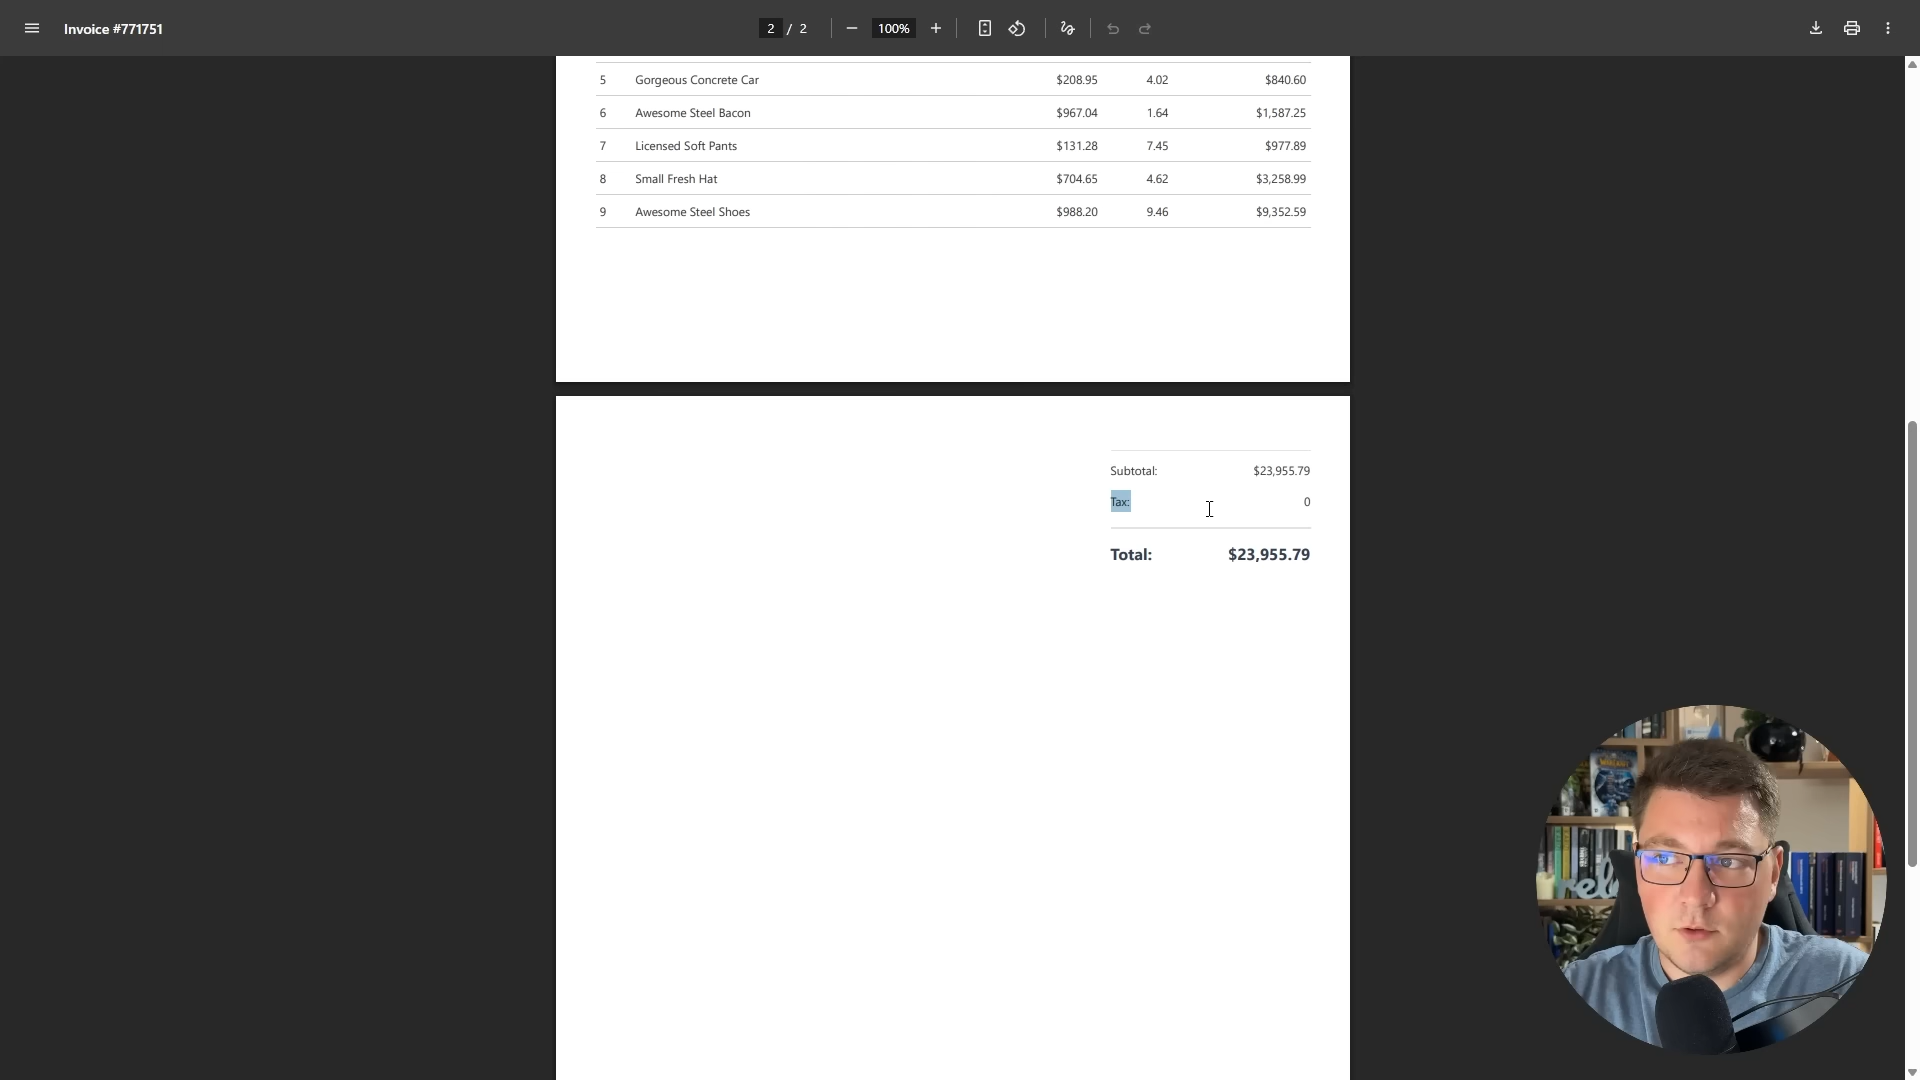 Invoice #771751
2 / 2
100%
5 Gorgeous Concrete Car $208.95 4.02 $840.60
6 Awesome Steel Bacon $967.04 1.64 $1,587.25
7 Licensed Soft Pants $131.28 7.45 $977.89
8 Small Fresh Hat $704.65 4.62 $3,258.99
9 Awesome Steel Shoes $988.20 9.46 $9,352.59
Subtotal: $23,955.79
Tax: 0
Total: $23,955.79